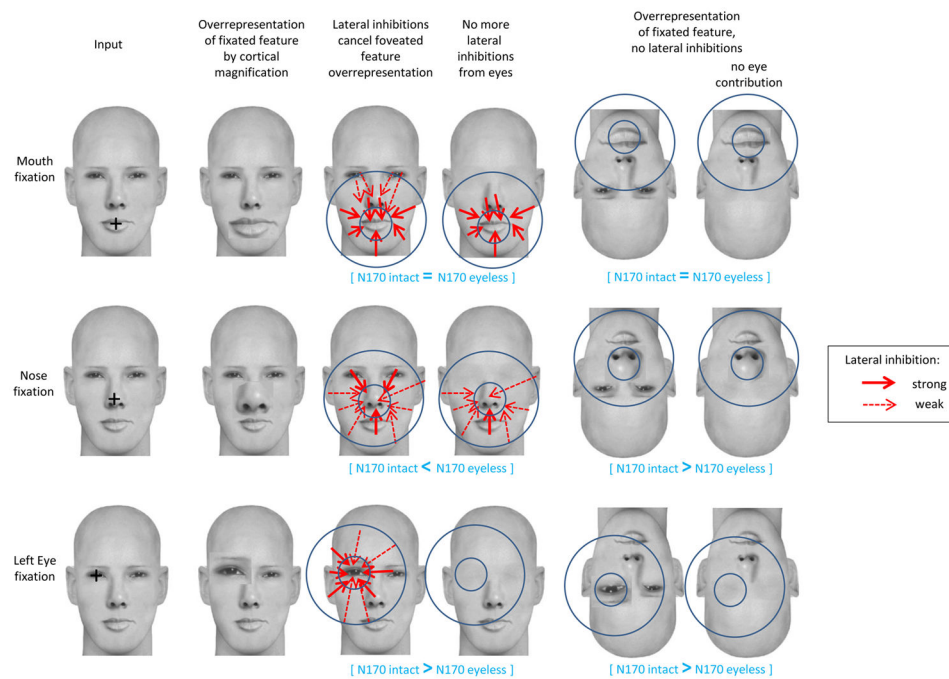 Input
Overrepresentation
of fixated feature
by cortical
magnification
Lateral inhibitions
cancel foveated
feature
overrepresentation
No more
lateral
inhibitions
from eyes
Overrepresentation
of fixated feature,
no lateral inhibitions
no eye
contribution
Mouth
fixation
[ N170 intact = N170 eyeless ]
[ N170 intact = N170 eyeless ]
Nose
fixation
[ N170 intact < N170 eyeless ]
[ N170 intact > N170 eyeless ]
Lateral inhibition:
strong
weak
Left Eye
fixation
[ N170 intact > N170 eyeless ]
[ N170 intact > N170 eyeless ]